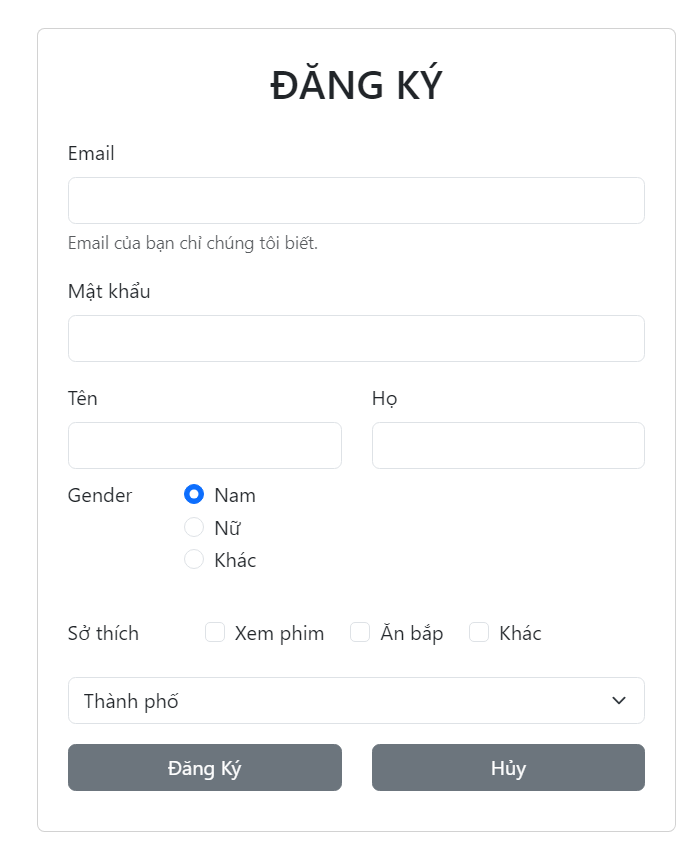 ĐĂNG KÝ
Email
Email của bạn chỉ chúng tôi biết.
Mật khẩu
Tên Họ
Gender Nam
Nữ
Khác
Sở thích Xem phim Ăn bắp Khác
Thành phố
Đăng Ký Hủy